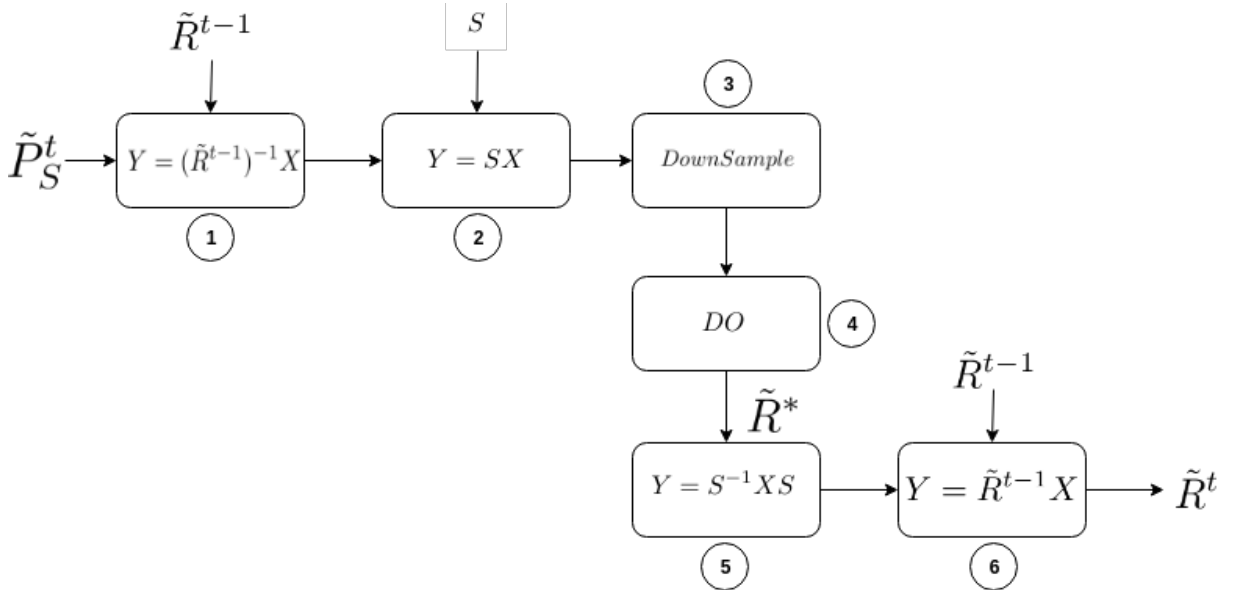 R̃^{t−1}
S
3
P̃_S^t
Y = (R̃^{t−1})^{−1}X
Y = SX
DownSample
1
2
DO
4
R̃^{t−1}
R̃^*
Y = S^{−1}XS
Y = R̃^{t−1}X
R̃^t
5
6